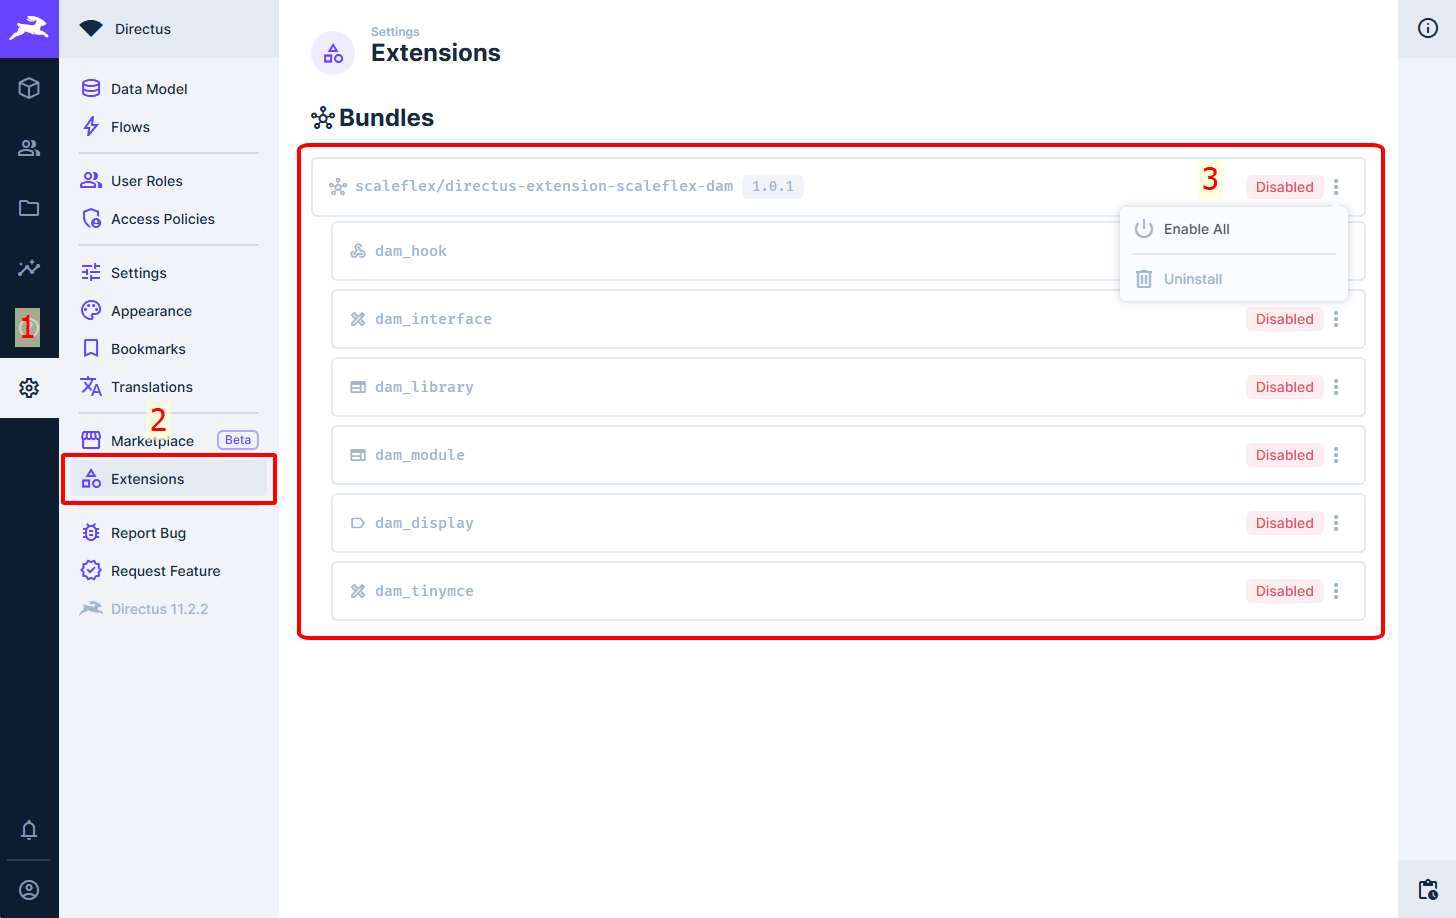 Directus
Data Model
Flows
User Roles
Access Policies
Settings
Appearance
Bookmarks
Translations
Marketplace Beta
Extensions
Report Bug
Request Feature
Directus 11.2.2
1
2
Settings
Extensions
Bundles
scaleflex/directus-extension-scaleflex-dam 1.0.1 3 Disabled
Enable All
Uninstall
dam_hook
dam_interface Disabled
dam_library Disabled
dam_module Disabled
dam_display Disabled
dam_tinymce Disabled